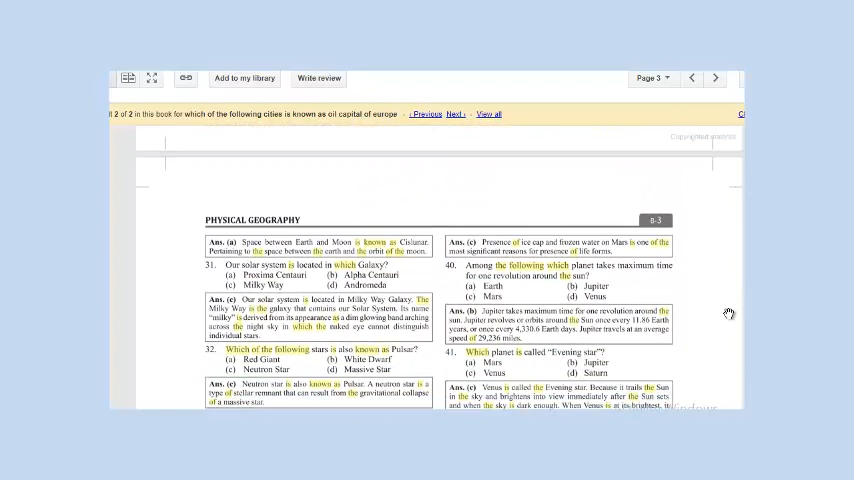 Add to my library
Write review
Page 3
2 of 2 in this book for which of the following cities is known as oil capital of europe - ‹ Previous Next › - View all
Copyrighted material
PHYSICAL GEOGRAPHY
B-3
Ans. (a) Space between Earth and Moon is known as Cislunar.
Pertaining to the space between the earth and the orbit of the moon.
31. Our solar system is located in which Galaxy?
(a) Proxima Centauri (b) Alpha Centauri
(c) Milky Way (d) Andromeda
Ans. (c) Our solar system is located in Milky Way Galaxy. The
Milky Way is the galaxy that contains our Solar System. Its name
"milky" is derived from its appearance as a dim glowing band arching
across the night sky in which the naked eye cannot distinguish
individual stars.
32. Which of the following stars is also known as Pulsar?
(a) Red Giant (b) White Dwarf
(c) Neutron Star (d) Massive Star
Ans. (c) Neutron star is also known as Pulsar. A neutron star is a
type of stellar remnant that can result from the gravitational collapse
of a massive star.
Ans. (c) Presence of ice cap and frozen water on Mars is one of the
most significant reasons for presence of life forms.
40. Among the following which planet takes maximum time
for one revolution around the sun?
(a) Earth (b) Jupiter
(c) Mars (d) Venus
Ans. (b) Jupiter takes maximum time for one revolution around the
sun. Jupiter revolves or orbits around the Sun once every 11.86 Earth
years, or once every 4,330.6 Earth days. Jupiter travels at an average
speed of 29,236 miles.
41. Which planet is called "Evening star"?
(a) Mars (b) Jupiter
(c) Venus (d) Saturn
Ans. (c) Venus is called the Evening star. Because it trails the Sun
in the sky and brightens into view immediately after the Sun sets
and when the sky is dark enough. When Venus is at its brightest, it